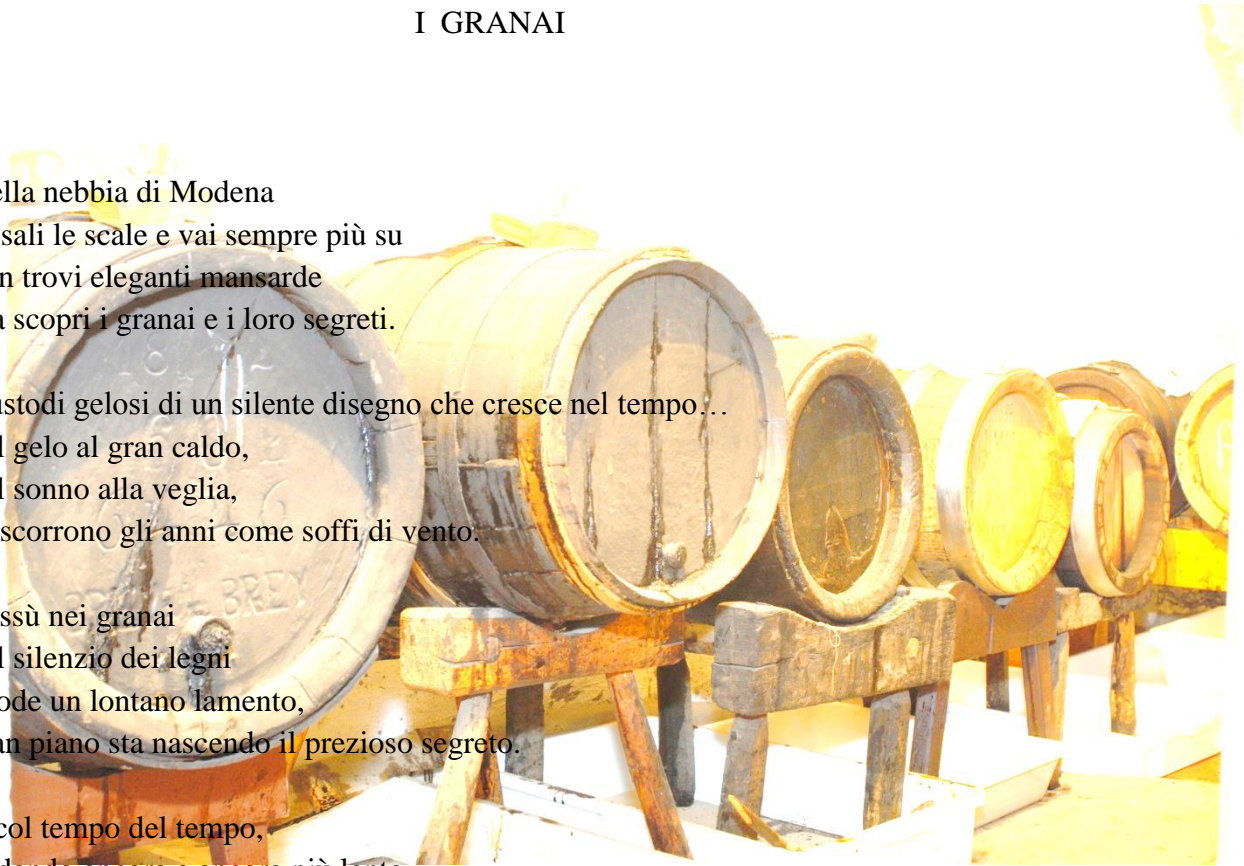 I GRANAI
ella nebbia di Modena
sali le scale e vai sempre più su
n trovi eleganti mansarde
a scopri i granai e i loro segreti.
ustodi gelosi di un silente disegno che cresce nel tempo…
l gelo al gran caldo,
l sonno alla veglia,
scorrono gli anni come soffi di vento.
ssù nei granai
l silenzio dei legni
ode un lontano lamento,
an piano sta nascendo il prezioso segreto.
col tempo del tempo,